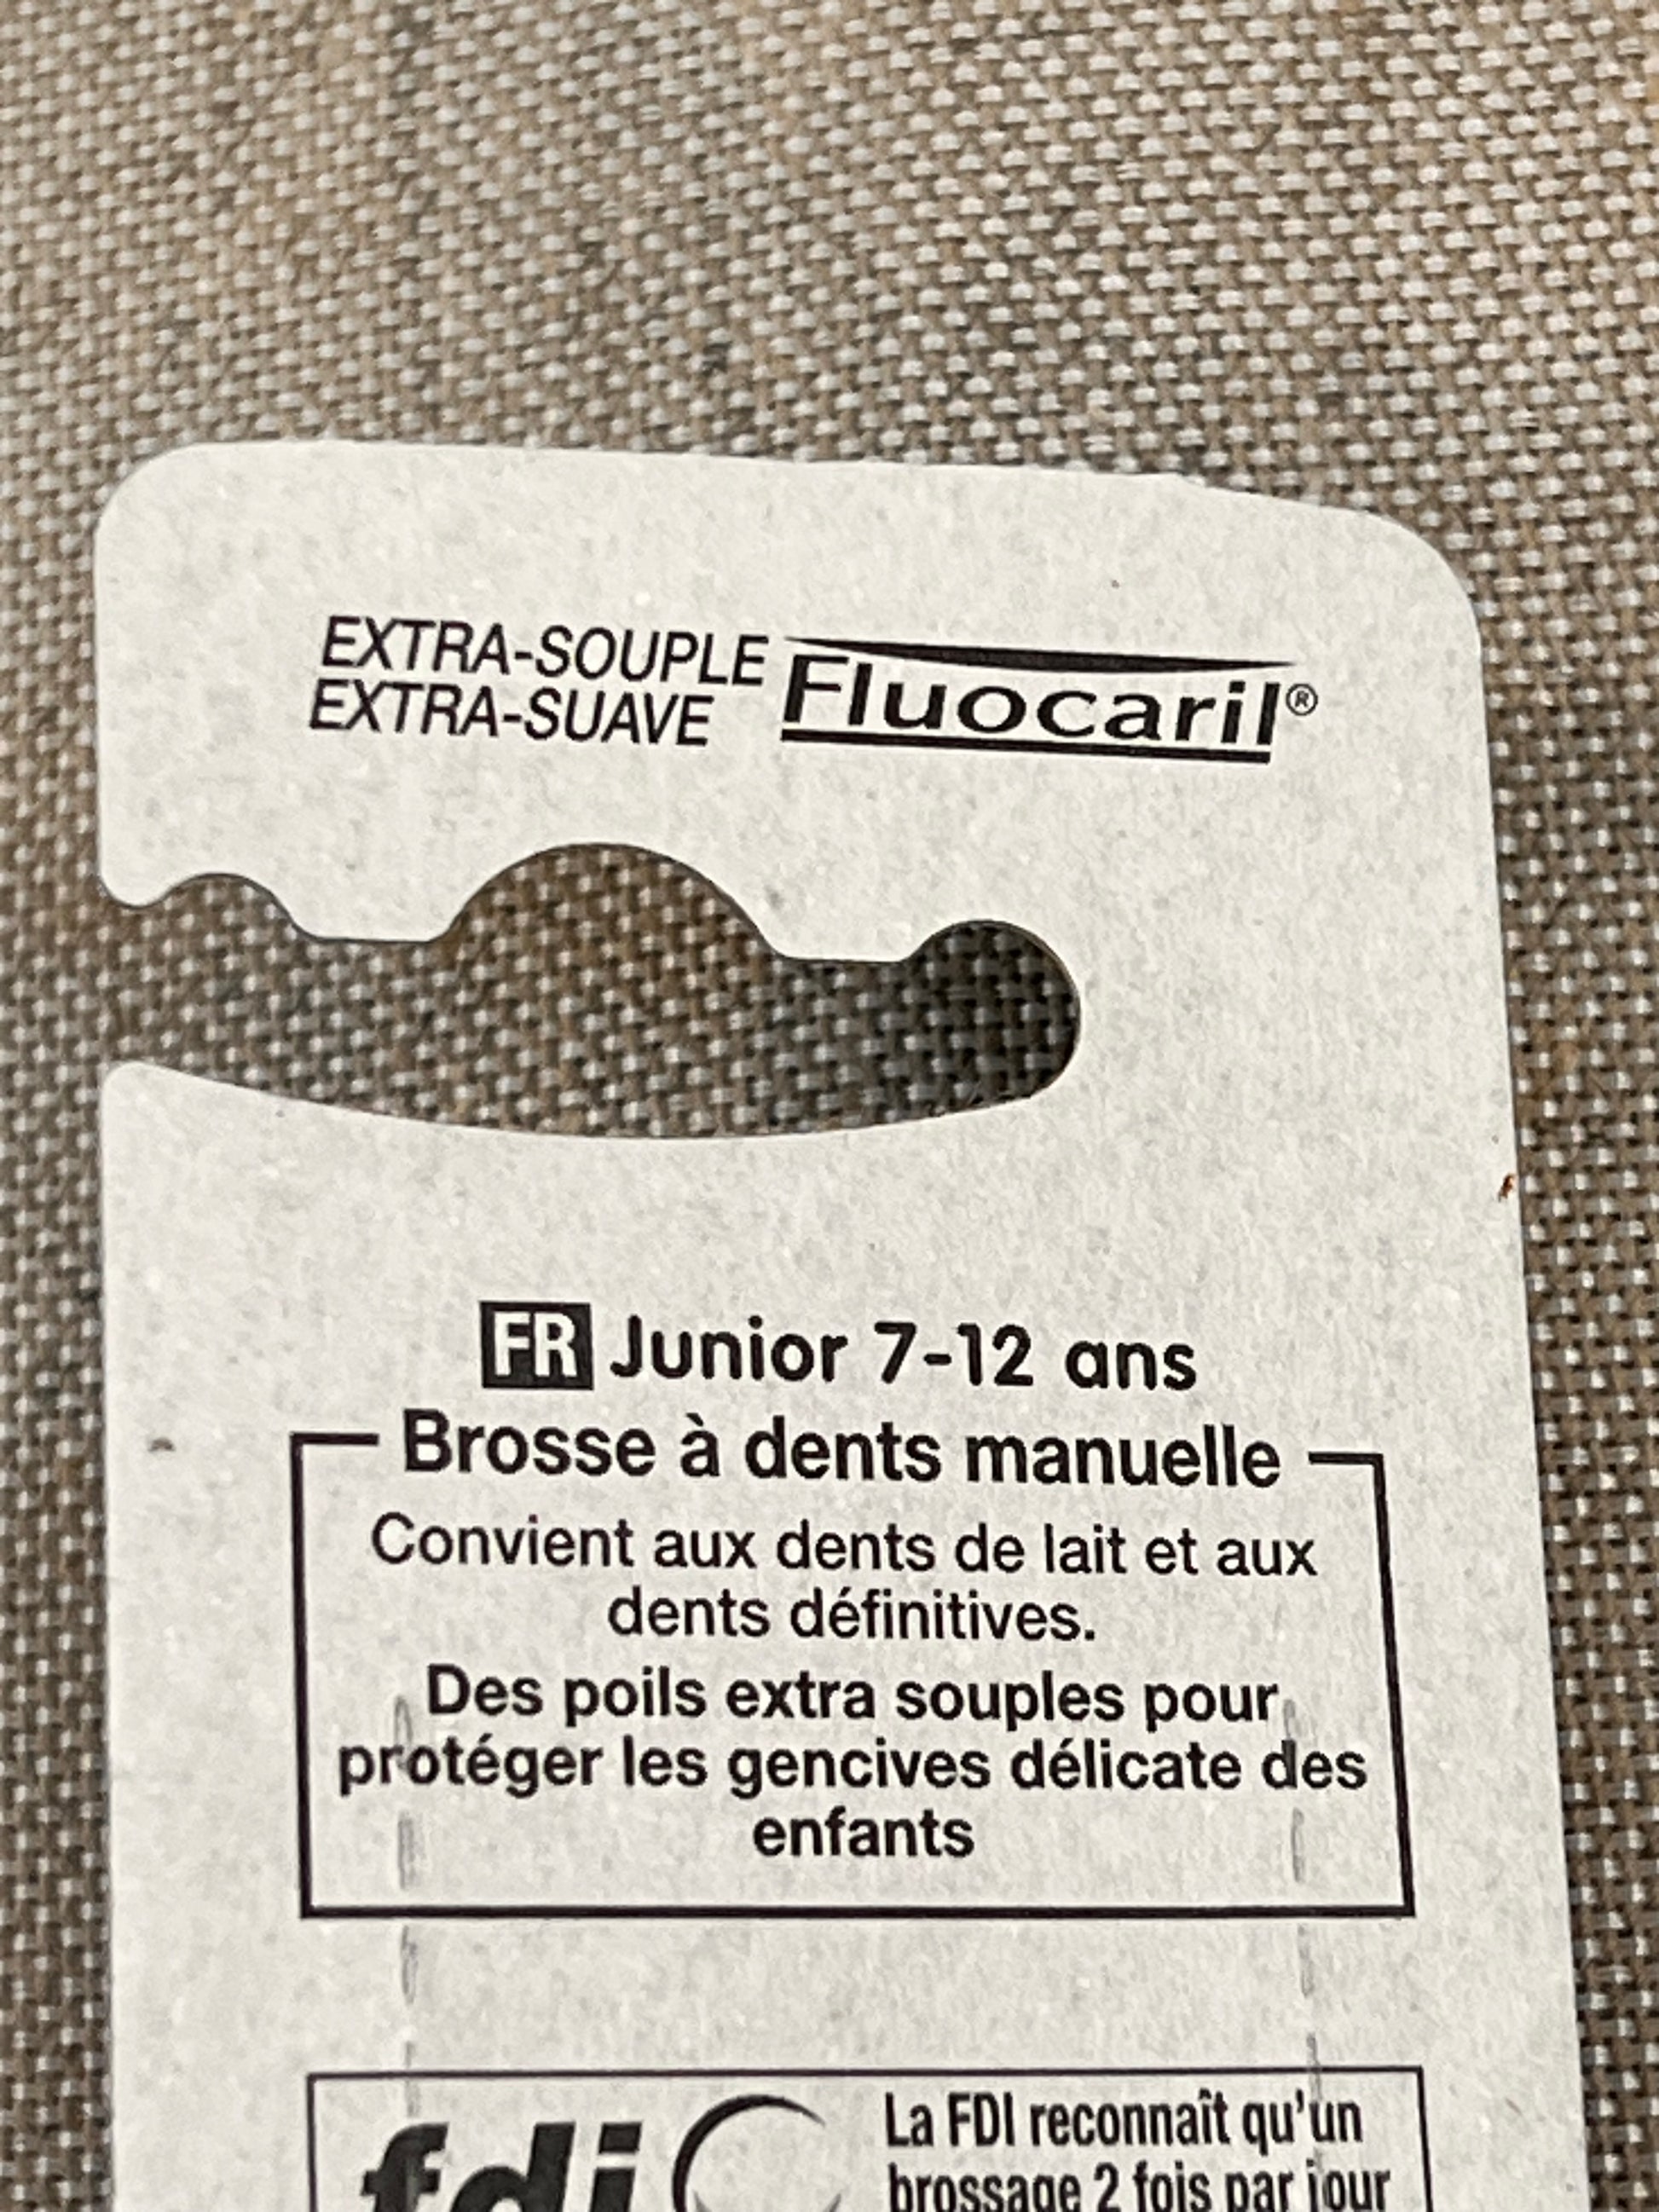 EXTRA-SOUPLE
EXTRA-SUAVE
Fluocaril®
FR Junior 7-12 ans
Brosse à dents manuelle
Convient aux dents de lait et aux
dents définitives.
Des poils extra souples pour
protéger les gencives délicate des
enfants
fdi
La FDI reconnaît qu'un
brossage 2 fois par jour